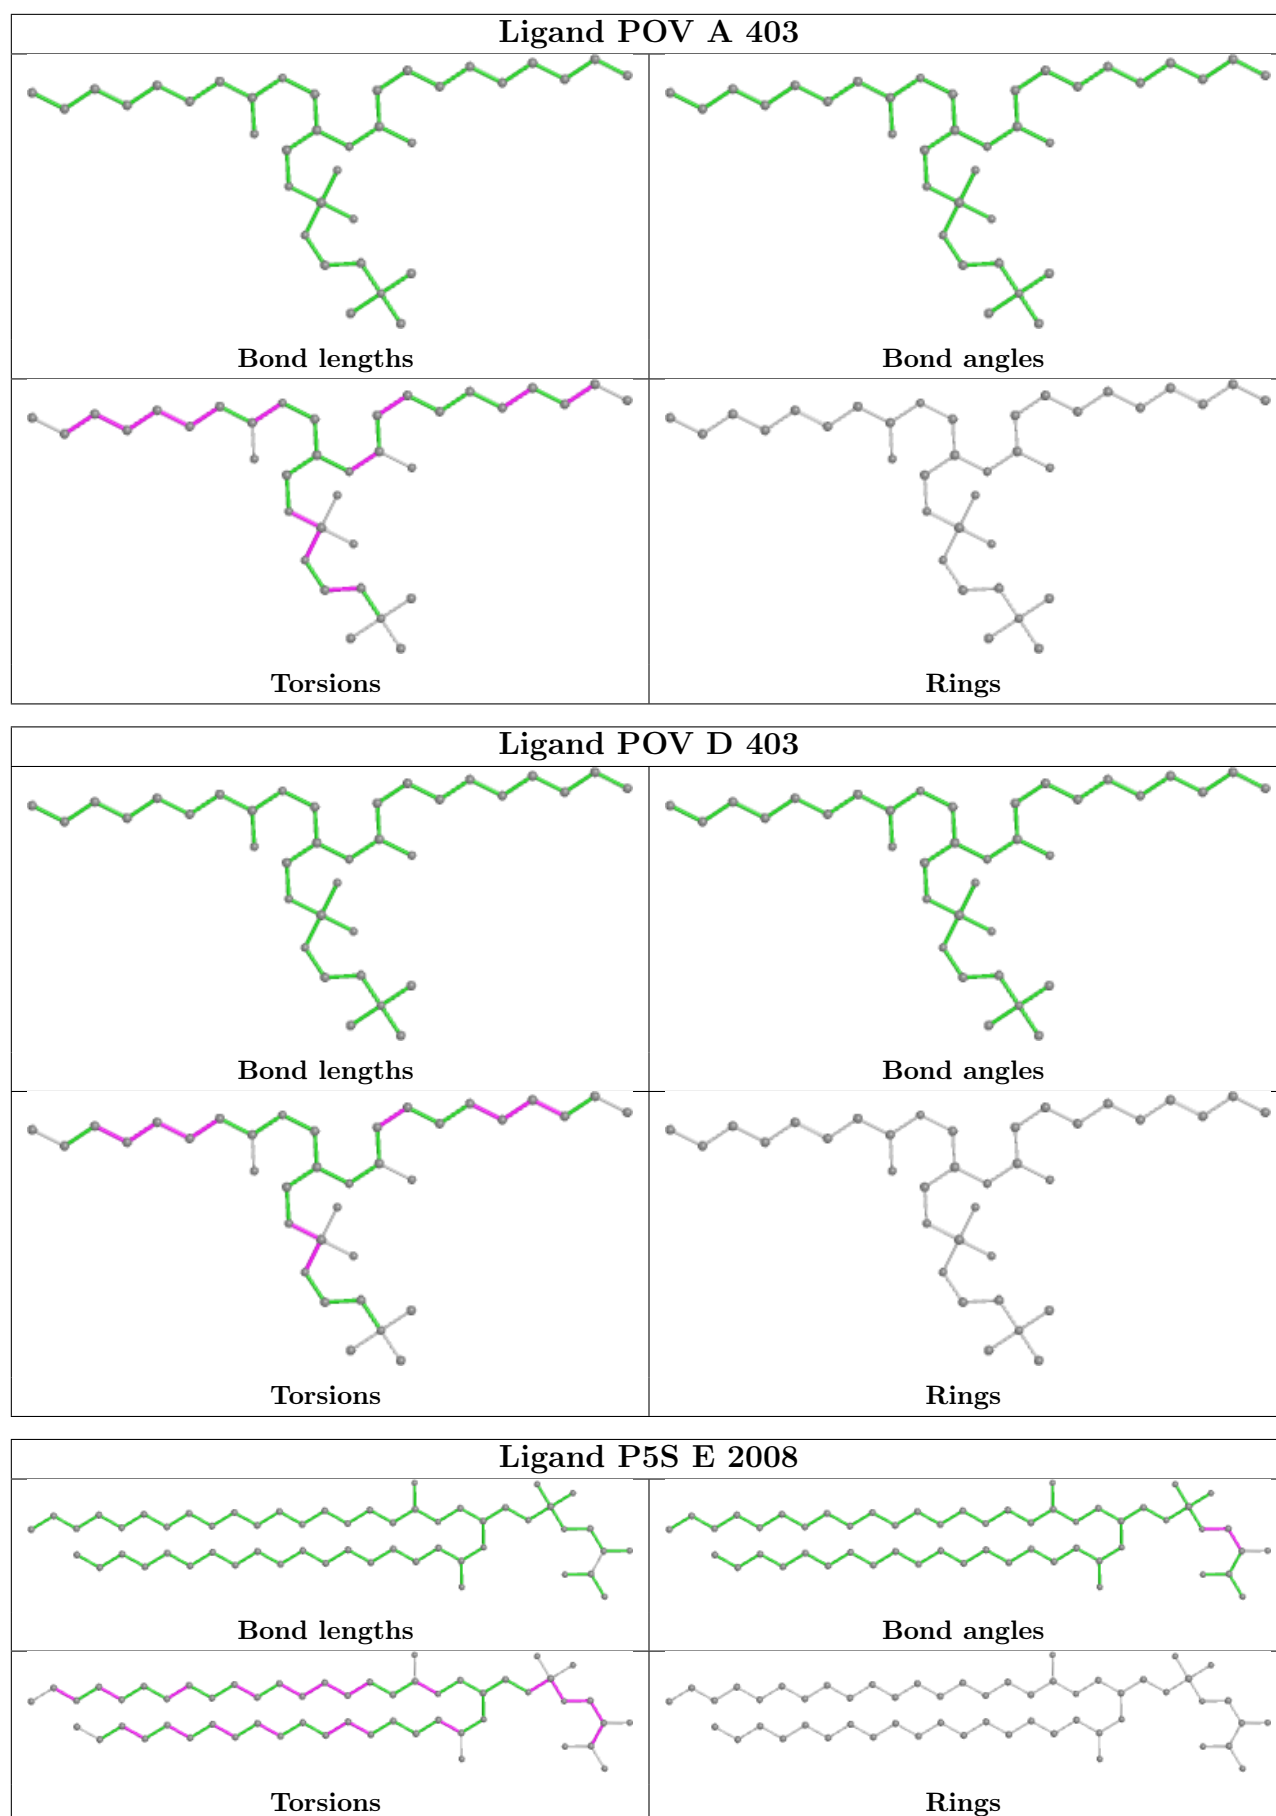 Ligand POV A 403
Bond lengths
Bond angles
Torsions
Rings
Ligand POV D 403
Bond lengths
Bond angles
Torsions
Rings
Ligand P5S E 2008
Bond lengths
Bond angles
Torsions
Rings